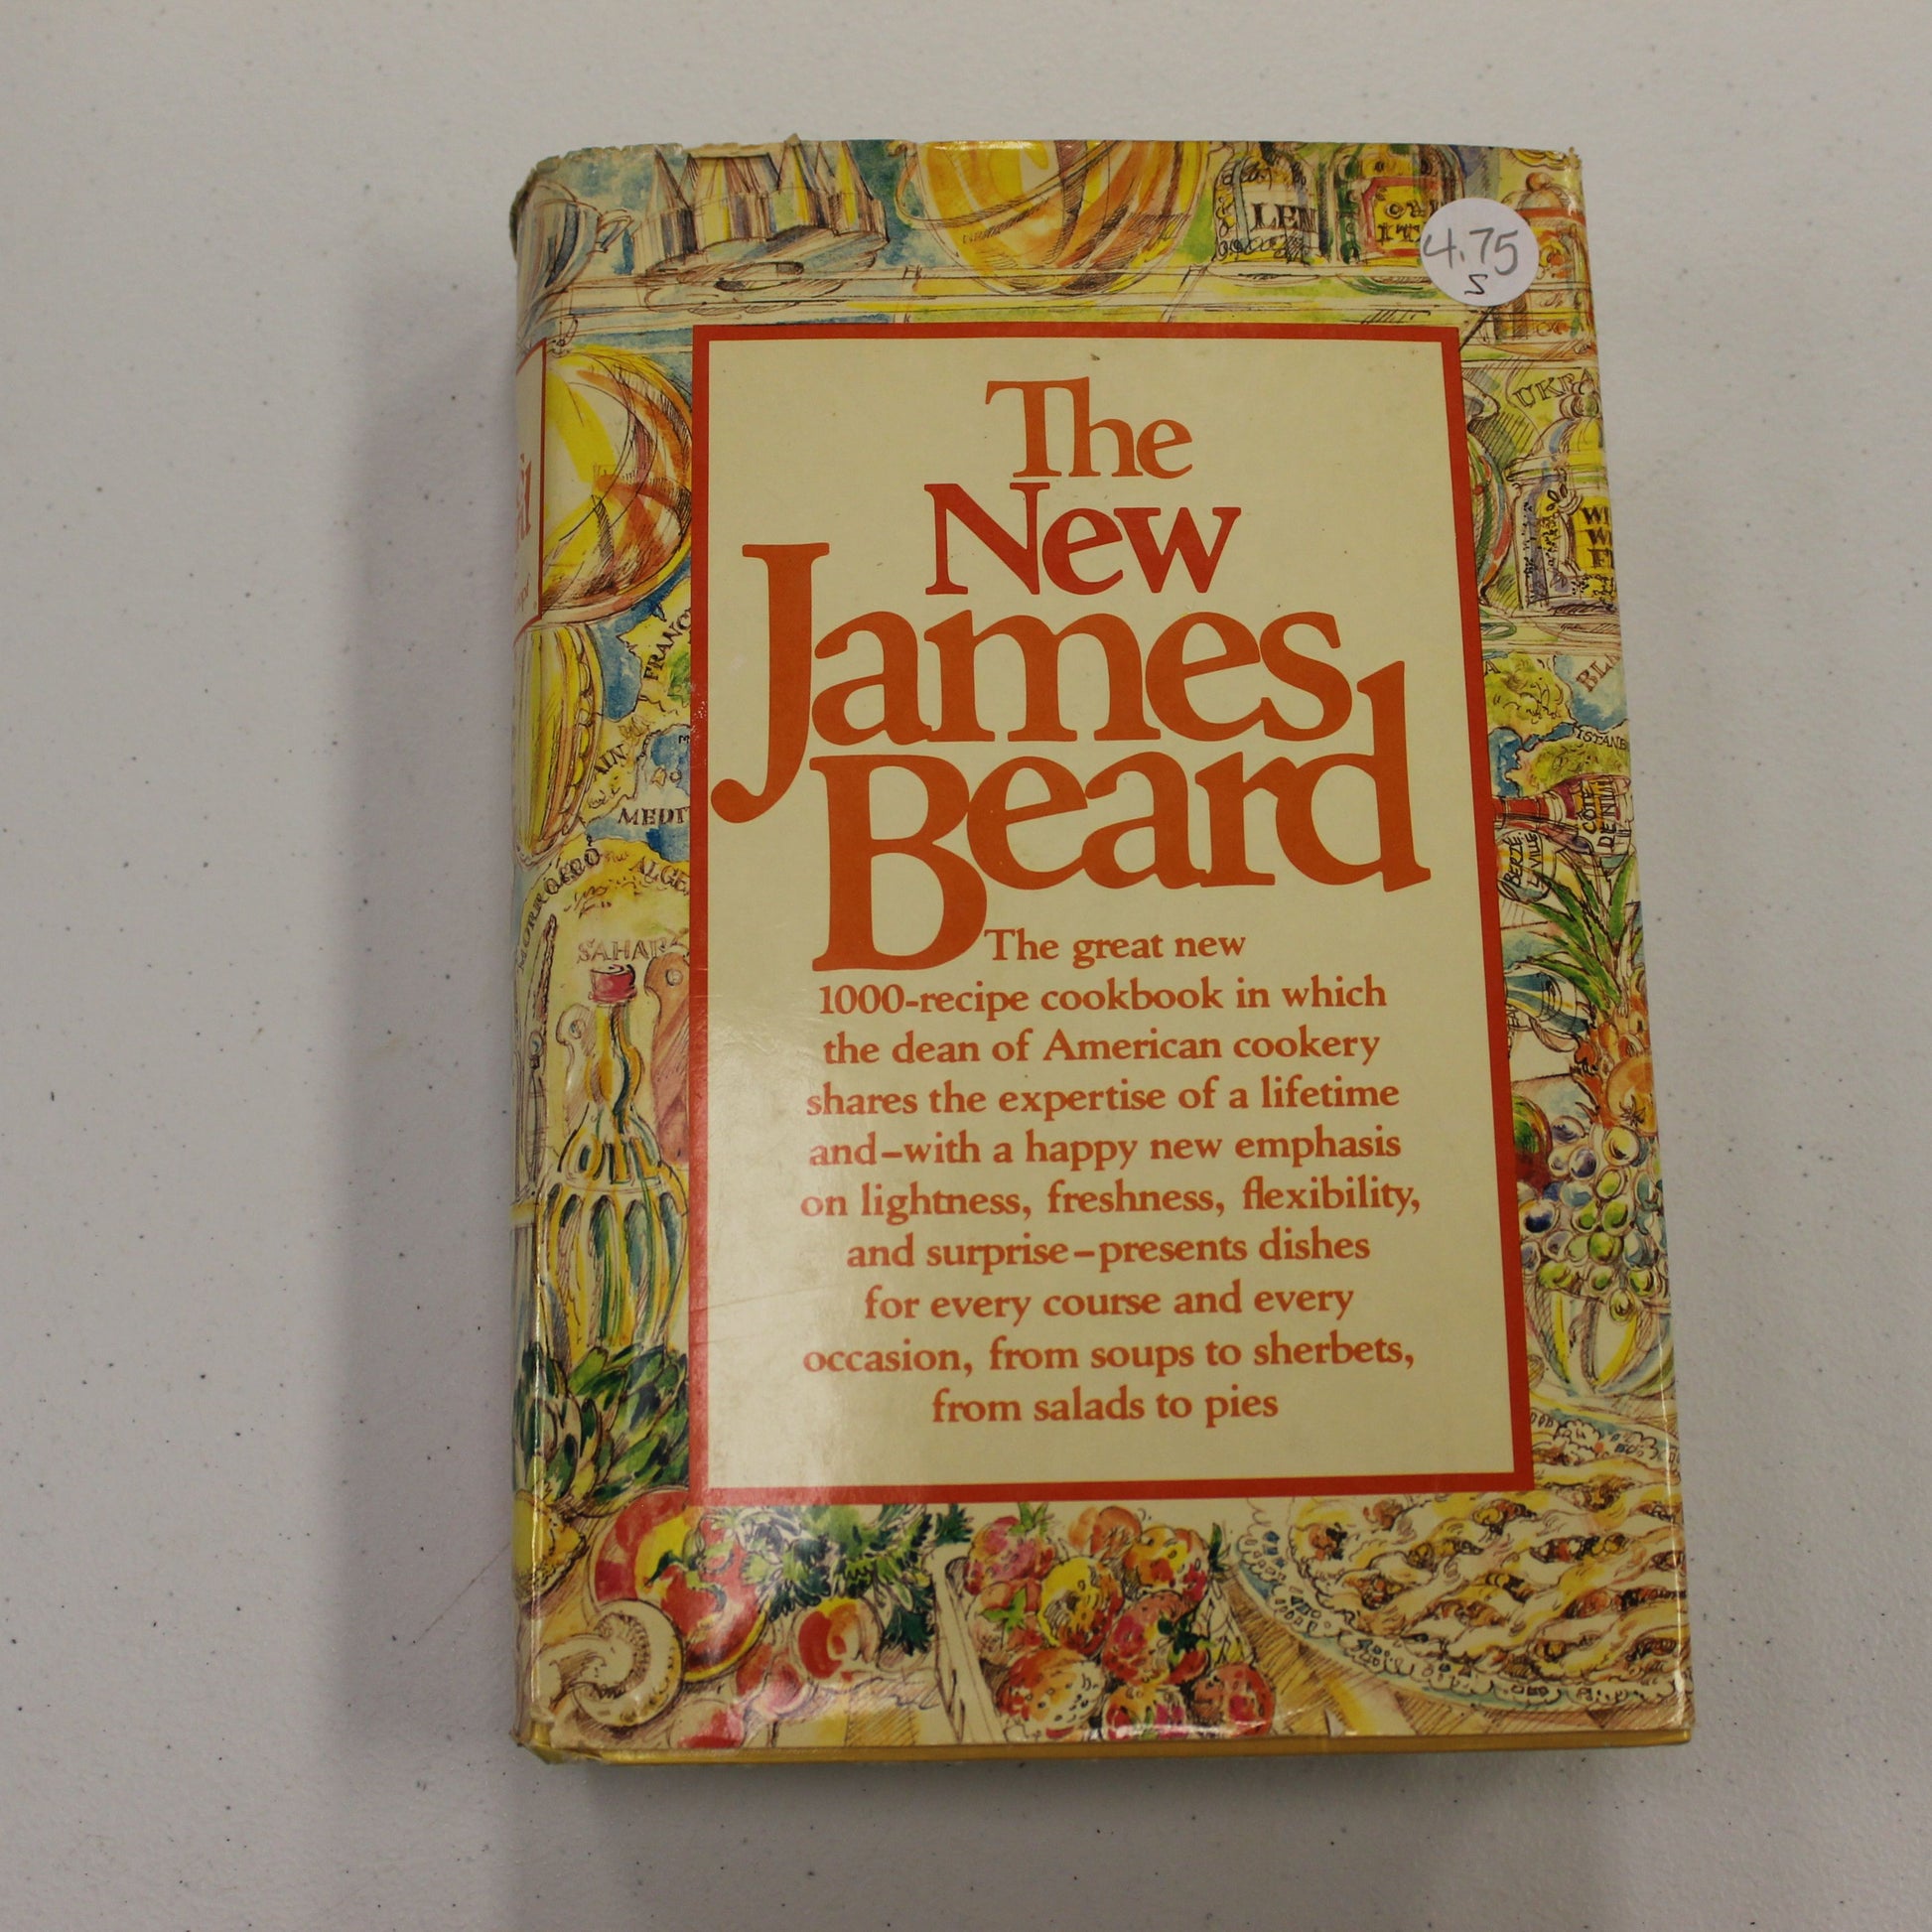 4.75
S
The
New
James
Beard
The great new
1000-recipe cookbook in which
the dean of American cookery
shares the expertise of a lifetime
and–with a happy new emphasis
on lightness, freshness, flexibility,
and surprise–presents dishes
for every course and every
occasion, from soups to sherbets,
from salads to pies
LEN
MOROCCO